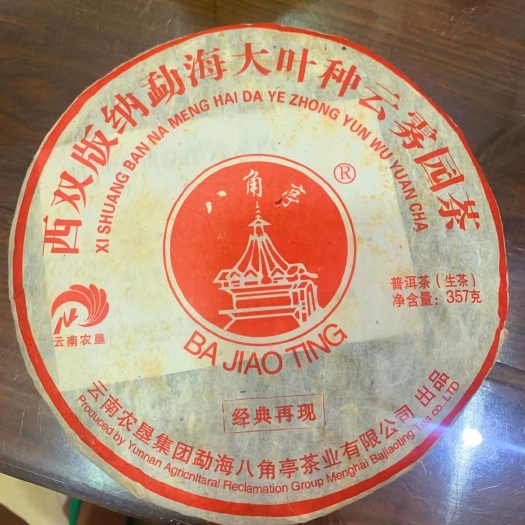 西双版纳勐海大叶种云雾园茶
XI SHUANG BAN NA MENG HAI DA YE ZHONG YUN WU YUAN CHA
八角亭
®
BA JIAO TING
云南农垦
普洱茶（生茶）
净含量：357克
经典再现
云南农垦集团勐海八角亭茶业有限公司 出品
Produced by Yunnan Agricnltaral Reclamation Group Menghai Bajiaoting Tea co.,LTD